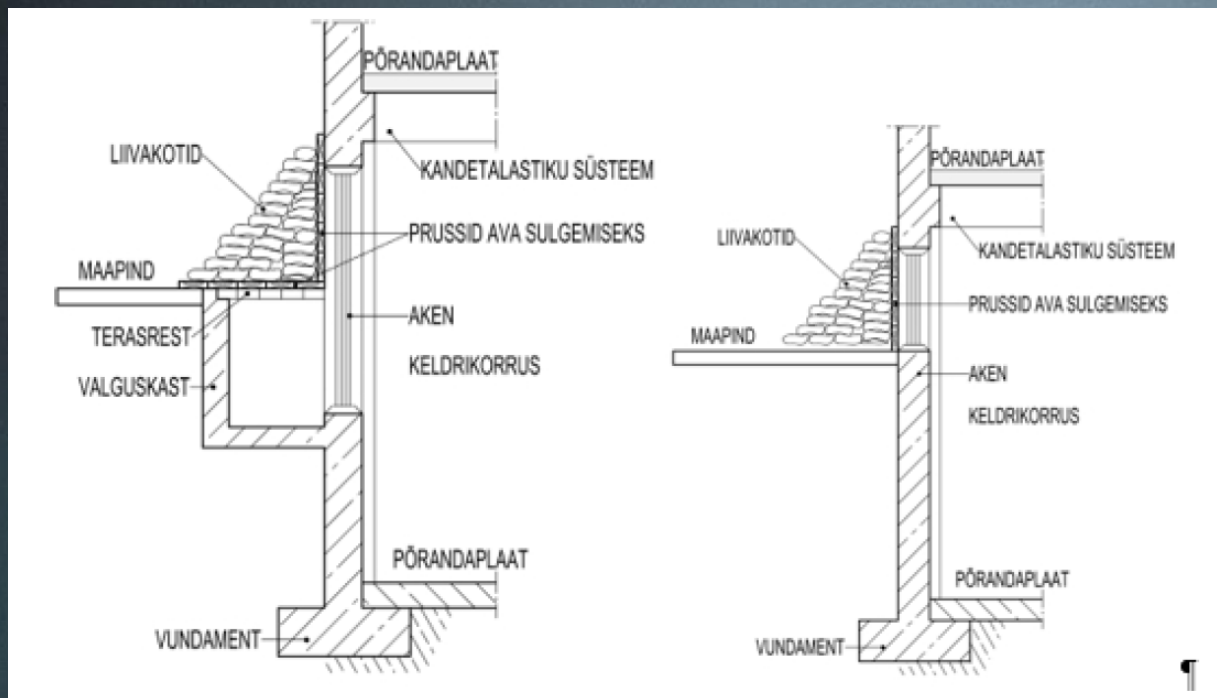 PÕRANDAPLAAT
LIIVAKOTID
KANDETALASTIKU SÜSTEEM
PRUSSID AVA SULGEMISEKS
MAAPIND
AKEN
TERASREST
KELDRIKORRUS
VALGUSKAST
PÕRANDAPLAAT
VUNDAMENT
PÕRANDAPLAAT
LIIVAKOTID
KANDETALASTIKU SÜSTEEM
PRUSSID AVA SULGEMISEKS
MAAPIND
AKEN
KELDRIKORRUS
PÕRANDAPLAAT
VUNDAMENT
¶